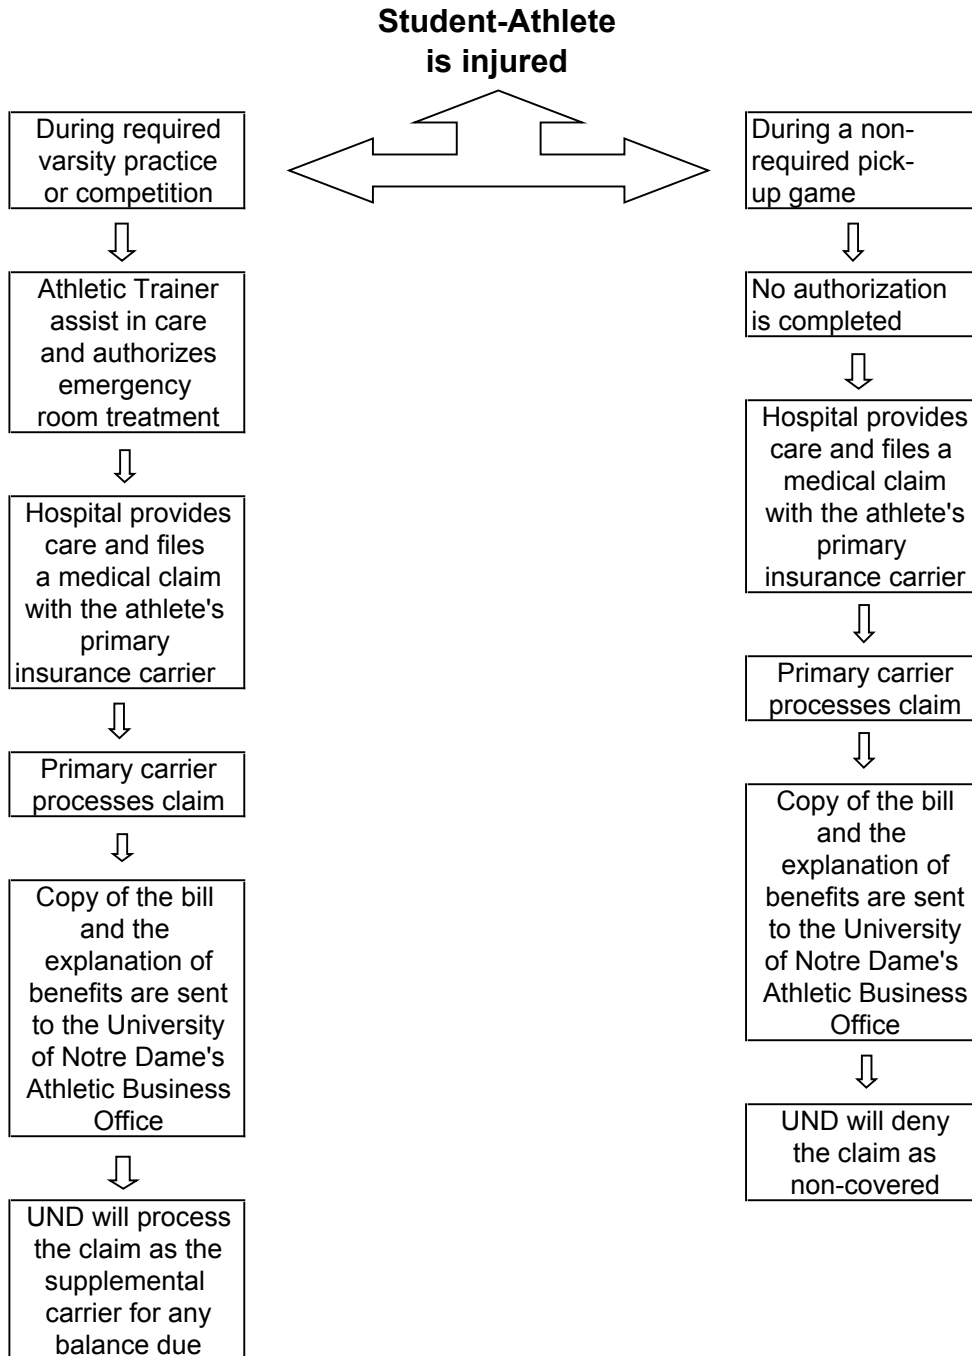 Student-Athlete
is injured
During required
varsity practice
or competition
Athletic Trainer
assist in care
and authorizes
emergency
room treatment
Hospital provides
care and files
a medical claim
with the athlete's
primary
insurance carrier
Primary carrier
processes claim
Copy of the bill
and the
explanation of
benefits are sent
to the University
of Notre Dame's
Athletic Business
Office
UND will process
the claim as the
supplemental
carrier for any
balance due
During a non-
required pick-
up game
No authorization
is completed
Hospital provides
care and files a
medical claim
with the athlete's
primary
insurance carrier
Primary carrier
processes claim
Copy of the bill
and the
explanation of
benefits are sent
to the University
of Notre Dame's
Athletic Business
Office
UND will deny
the claim as
non-covered